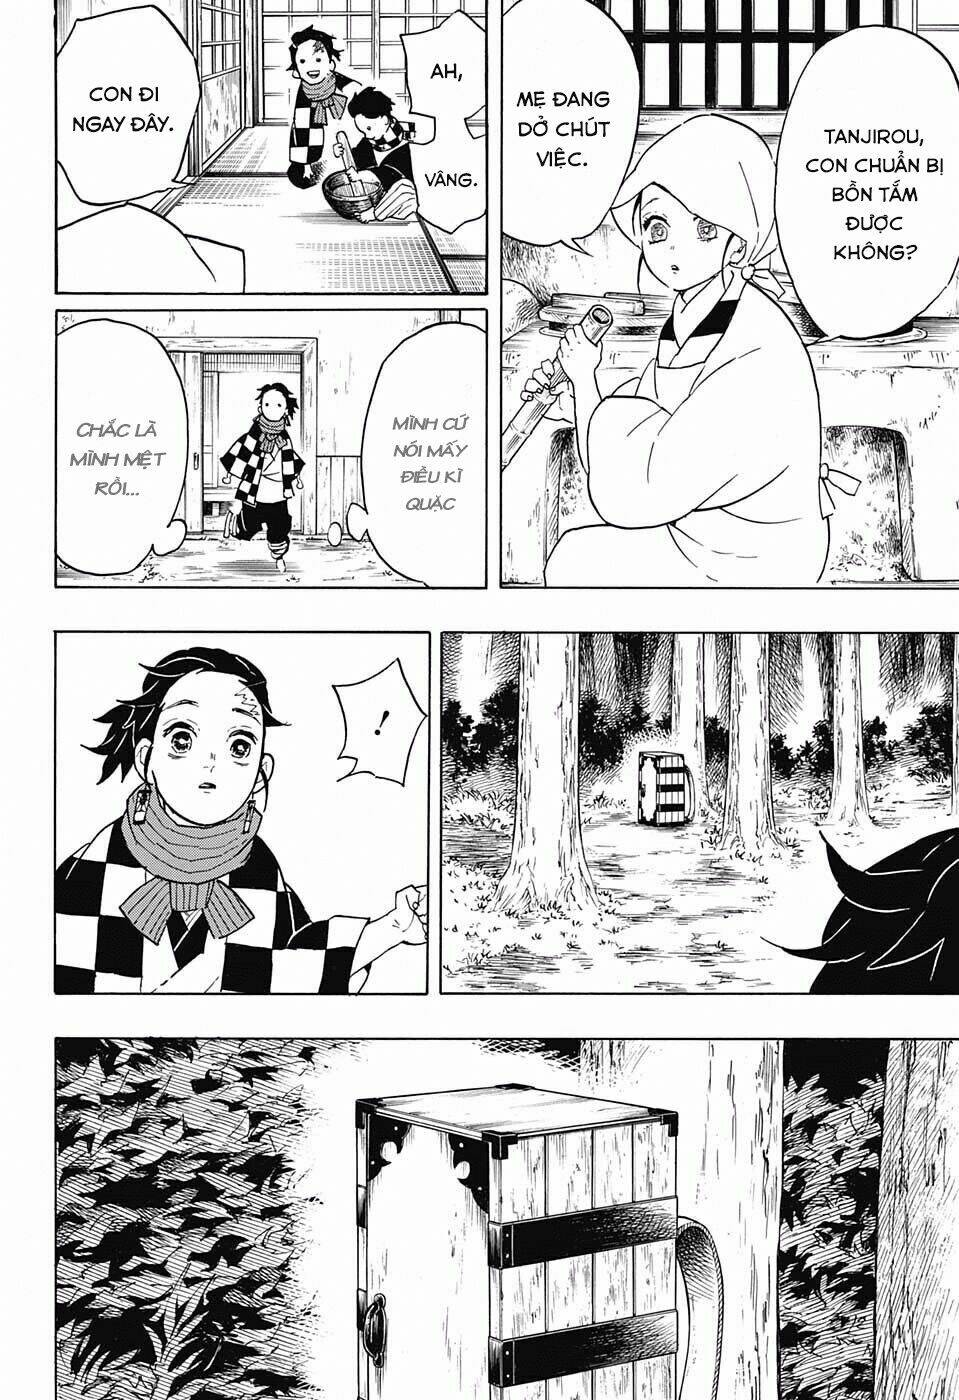 TANJIROU,
CON CHUẨN BỊ
BỒN TẮM
ĐƯỢC
KHÔNG?
MẸ ĐANG
DỞ CHÚT
VIỆC.
AH,
VÂNG.
CON ĐI
NGAY ĐÂY.
MÌNH CỨ
NÓI MẤY
ĐIỀU KÌ
QUẶC
CHẮC LÀ
MÌNH MỆT
RỒI...
!